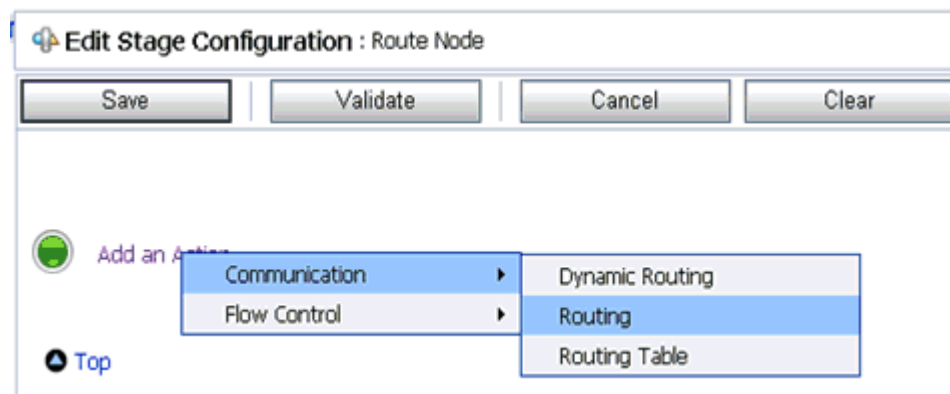 Edit Stage Configuration : Route Node
Save Validate Cancel Clear
Add an Action
Communication Dynamic Routing
Flow Control Routing
Routing Table
Top